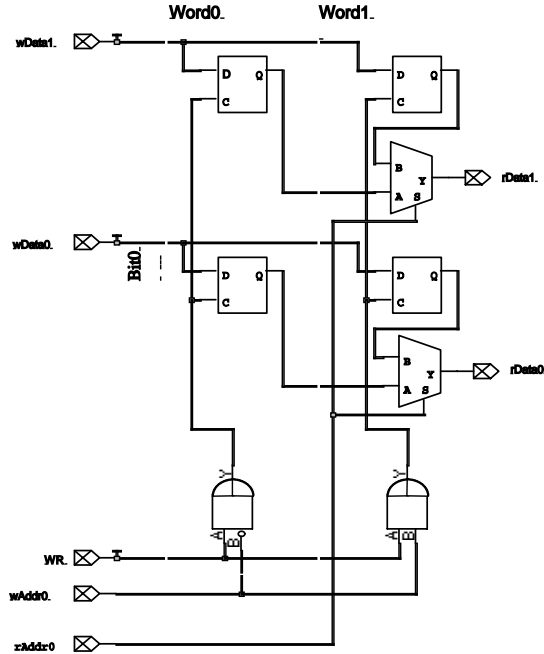 Word0 Word1
wData1
D Q
C
D Q
C
B
Y
A S
rData1
wData0
Bit0
D Q
C
D Q
C
B
Y
A S
rData0
Y
A B
Y
A B
WR
wAddr0
rAddr0